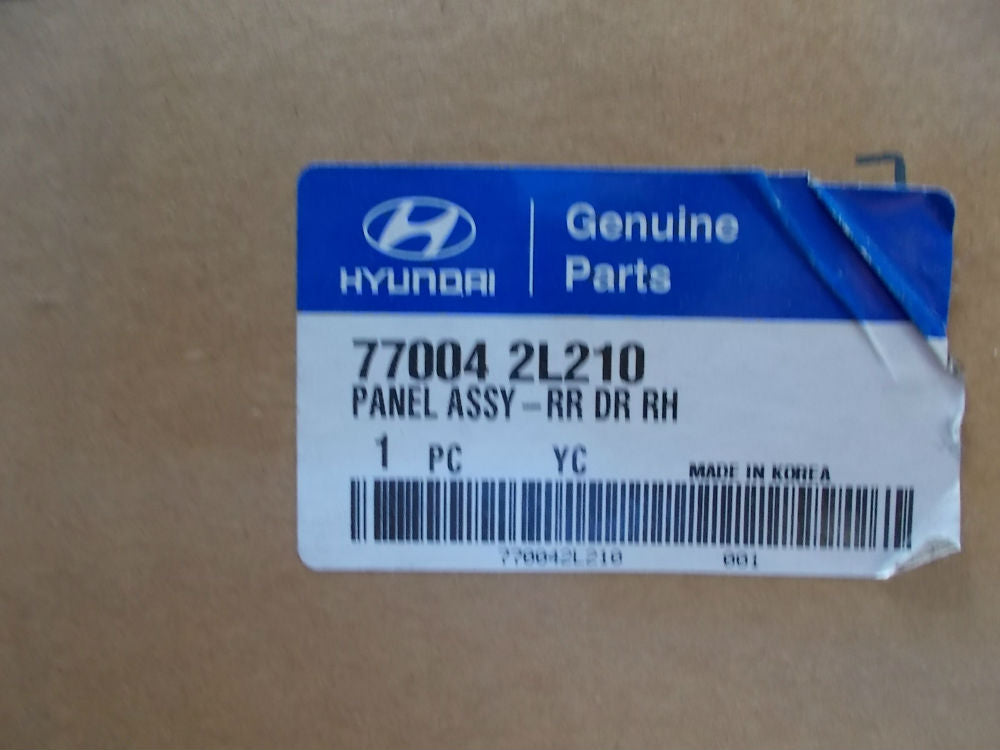 HYUNDAI
Genuine
Parts
77004 2L210
PANEL ASSY-RR DR RH
1 PC YC
MADE IN KOREA
770042L210 001